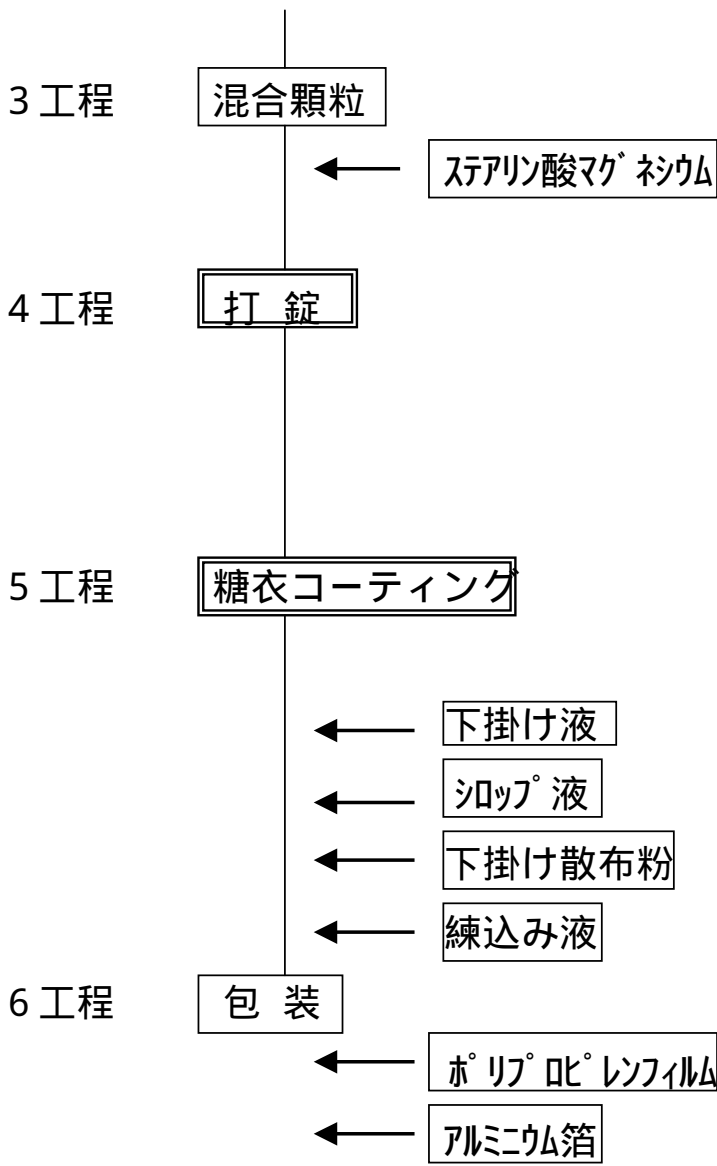 3 工程
混合顆粒
ｽﾃｱﾘﾝ酸ﾏｸﾞﾈｼｳﾑ
4 工程
打 錠
5 工程
糖衣コーティング
下掛け液
ｼﾛｯﾌﾟ液
下掛け散布粉
練込み液
6 工程
包 装
ﾎﾟﾘﾌﾟﾛﾋﾟﾚﾝﾌｨﾙﾑ
ｱﾙﾐﾆｳﾑ箔